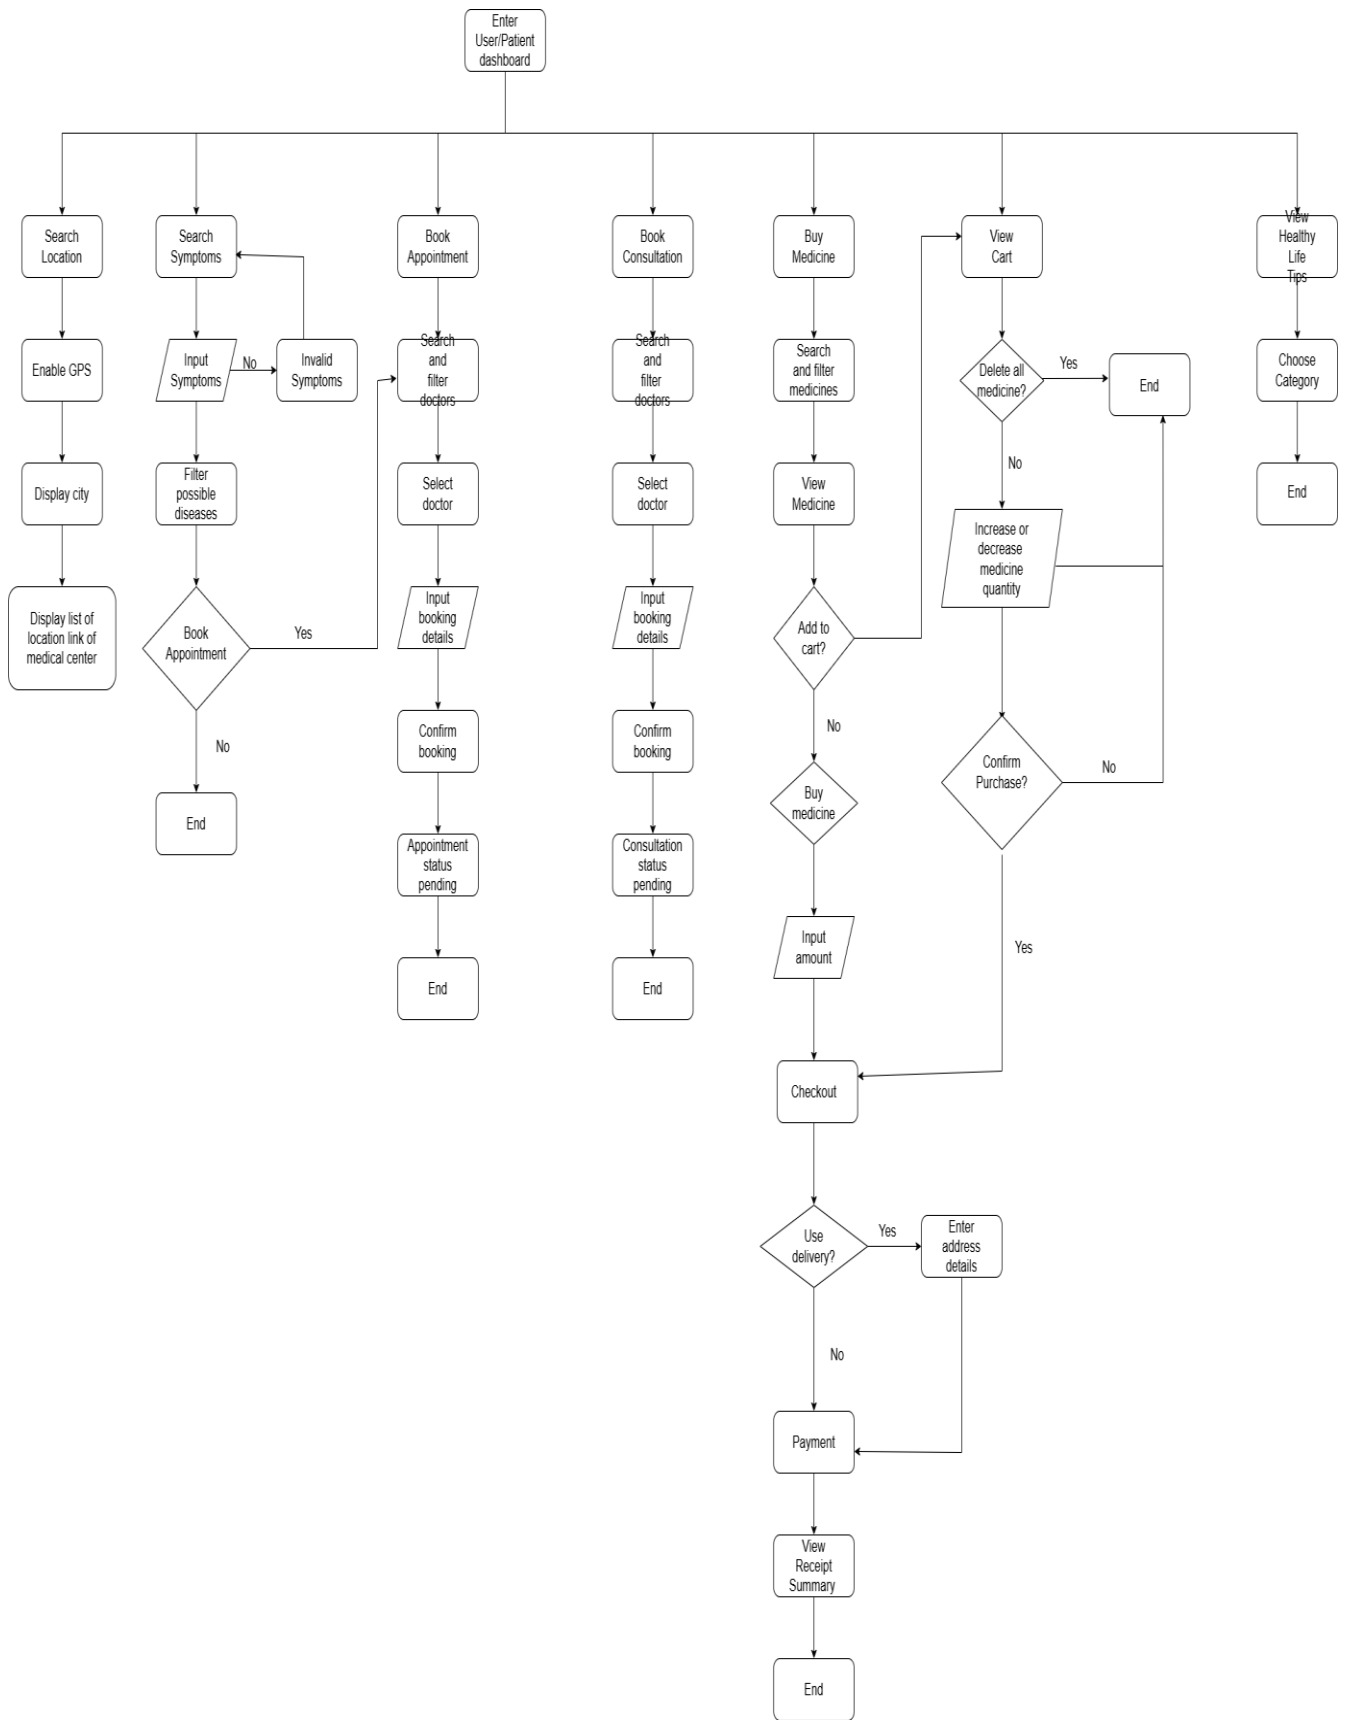 Enter
User/Patient
dashboard
Search
Location
Search
Symptoms
Book
Appointment
Book
Consultation
Buy
Medicine
View
Cart
View
Healthy
Life
Tips
Enable GPS
Input
Symptoms
No
Invalid
Symptoms
Search
and
filter
doctors
Search
and
filter
doctors
Search
and filter
medicines
Delete all
medicine?
Yes
End
Choose
Category
No
Display city
Filter
possible
diseases
Select
doctor
Select
doctor
View
Medicine
End
Increase or
decrease
medicine
quantity
Display list of
location link of
medical center
Book
Appointment
Yes
Input
booking
details
Input
booking
details
Add to
cart?
No
No
Confirm
booking
Confirm
booking
Confirm
Purchase?
No
Buy
medicine
End
Appointment
status
pending
Consultation
status
pending
Input
amount
Yes
End
End
Checkout
Use
delivery?
Yes
Enter
address
details
No
Payment
View
Receipt
Summary
End